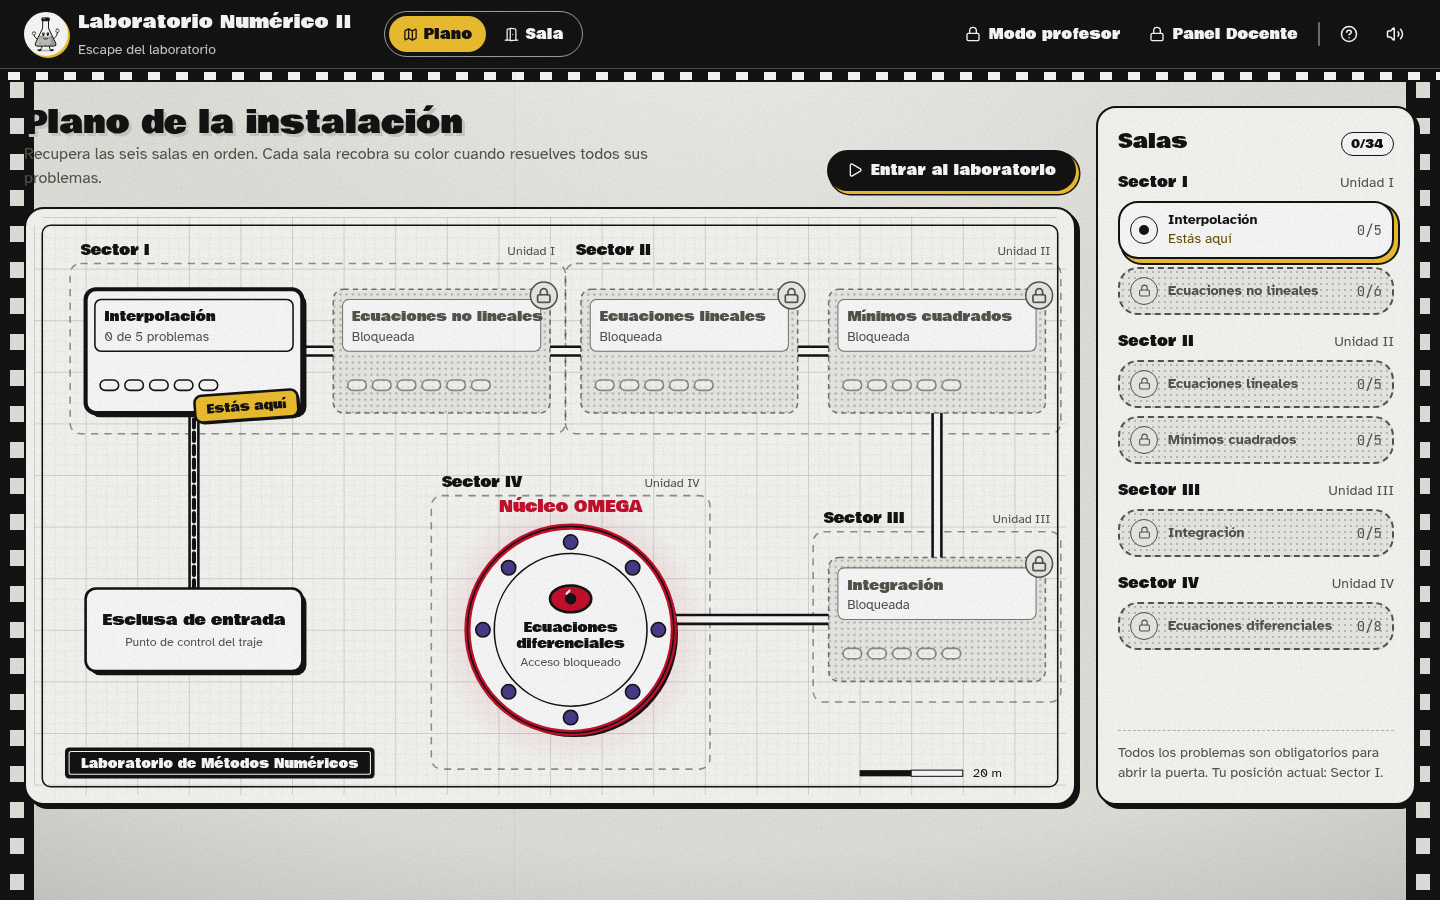 Laboratorio Numérico II
Escape del laboratorio
Plano
Sala
Modo profesor
Panel Docente
Plano de la instalación
Recupera las seis salas en orden. Cada sala recobra su color cuando resuelves todos sus
problemas.
Entrar al laboratorio
Sector I
Unidad I
Sector II
Unidad II
Interpolación
0 de 5 problemas
Estás aquí
Ecuaciones no lineales
Bloqueada
Ecuaciones lineales
Bloqueada
Mínimos cuadrados
Bloqueada
Sector IV
Unidad IV
Núcleo OMEGA
Ecuaciones
diferenciales
Acceso bloqueado
Sector III
Unidad III
Integración
Bloqueada
Esclusa de entrada
Punto de control del traje
Laboratorio de Métodos Numéricos
20 m
Salas
0/34
Sector I
Unidad I
Interpolación
Estás aquí
0/5
Ecuaciones no lineales
0/6
Sector II
Unidad II
Ecuaciones lineales
0/5
Mínimos cuadrados
0/5
Sector III
Unidad III
Integración
0/5
Sector IV
Unidad IV
Ecuaciones diferenciales
0/8
Todos los problemas son obligatorios para
abrir la puerta. Tu posición actual: Sector I.